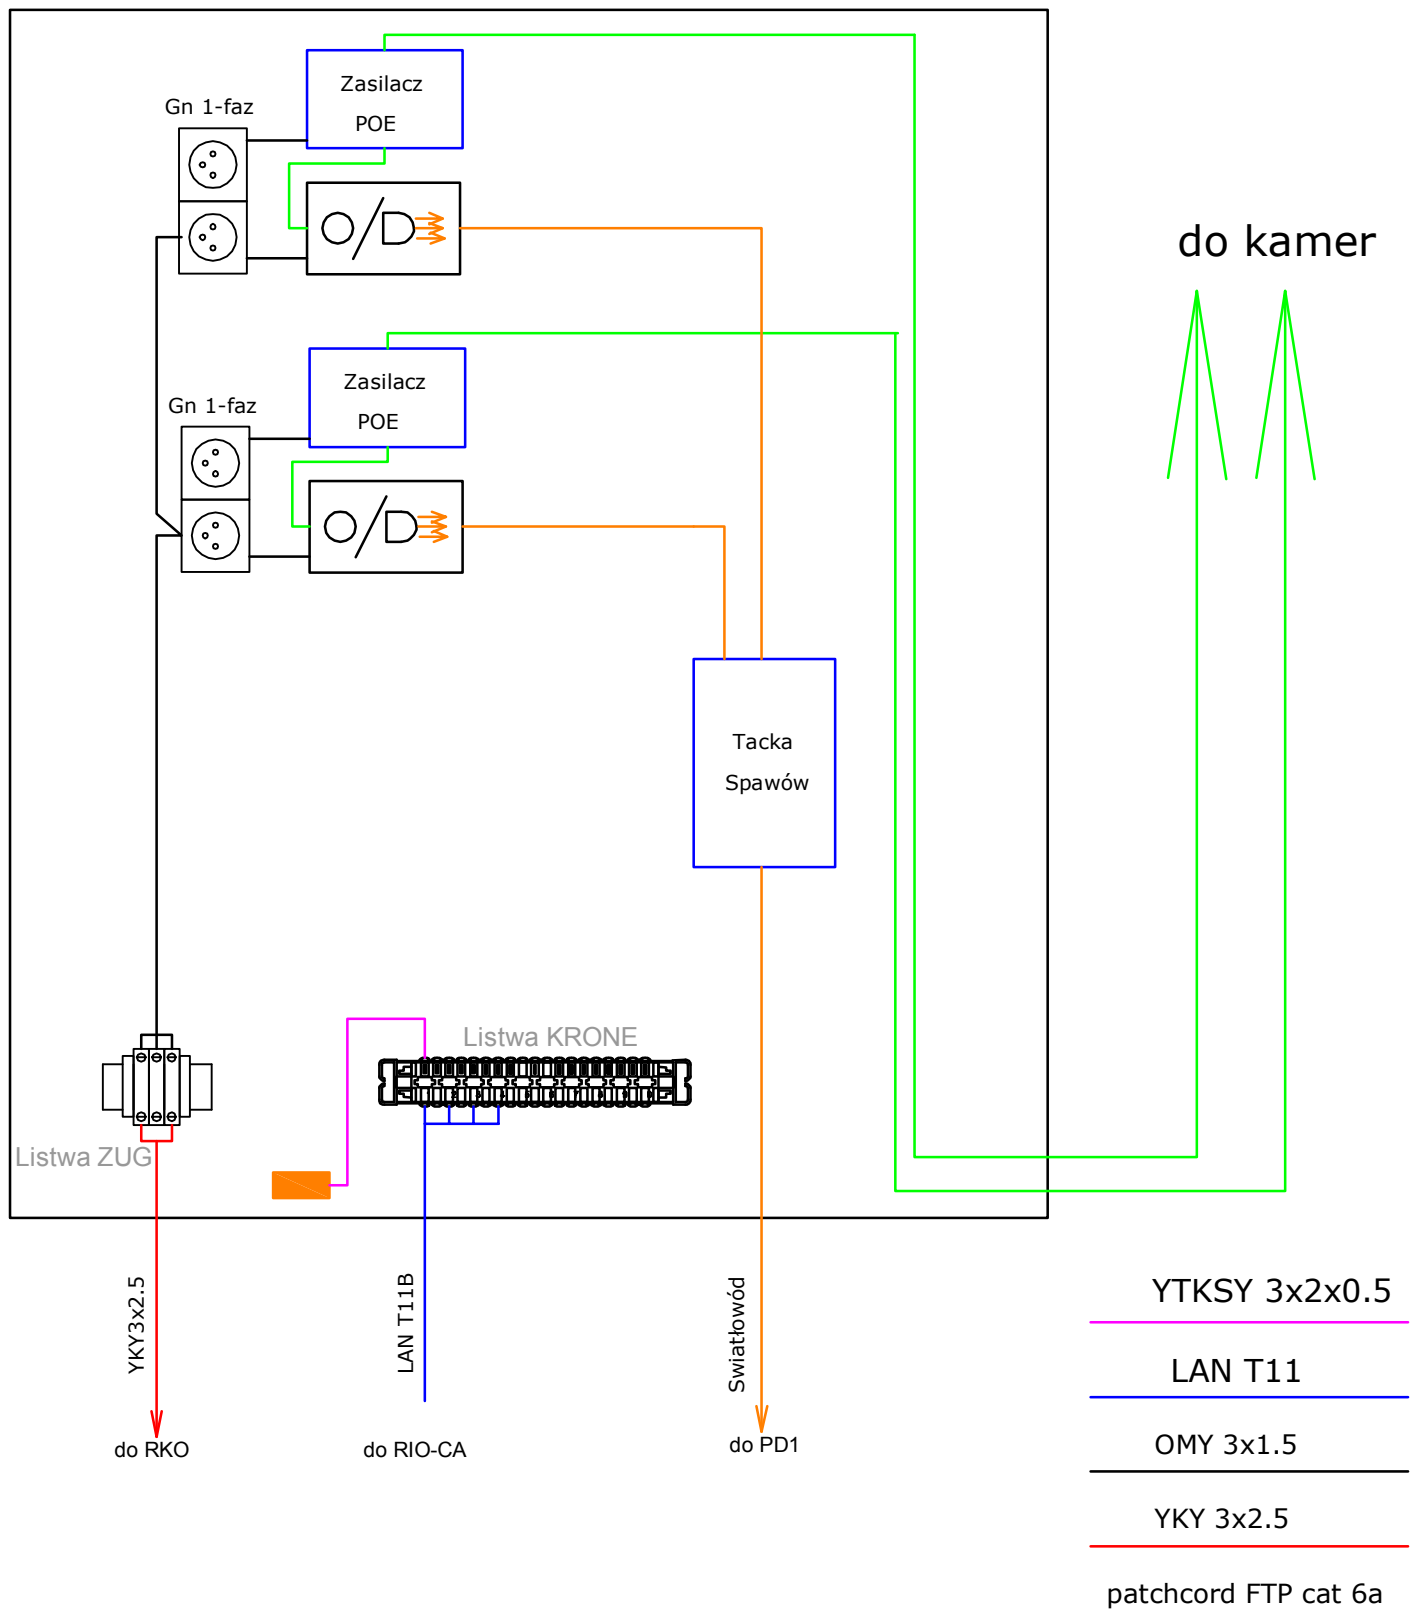 Zasilacz
POE
Gn 1-faz
do kamer
Zasilacz
POE
Gn 1-faz
Tacka
Spawów
Listwa KRONE
Listwa ZUG
YKY3x2.5
LAN T11B
Swiatłowód
do RKO
do RIO-CA
do PD1
YTKSY 3x2x0.5
LAN T11
OMY 3x1.5
YKY 3x2.5
patchcord FTP cat 6a